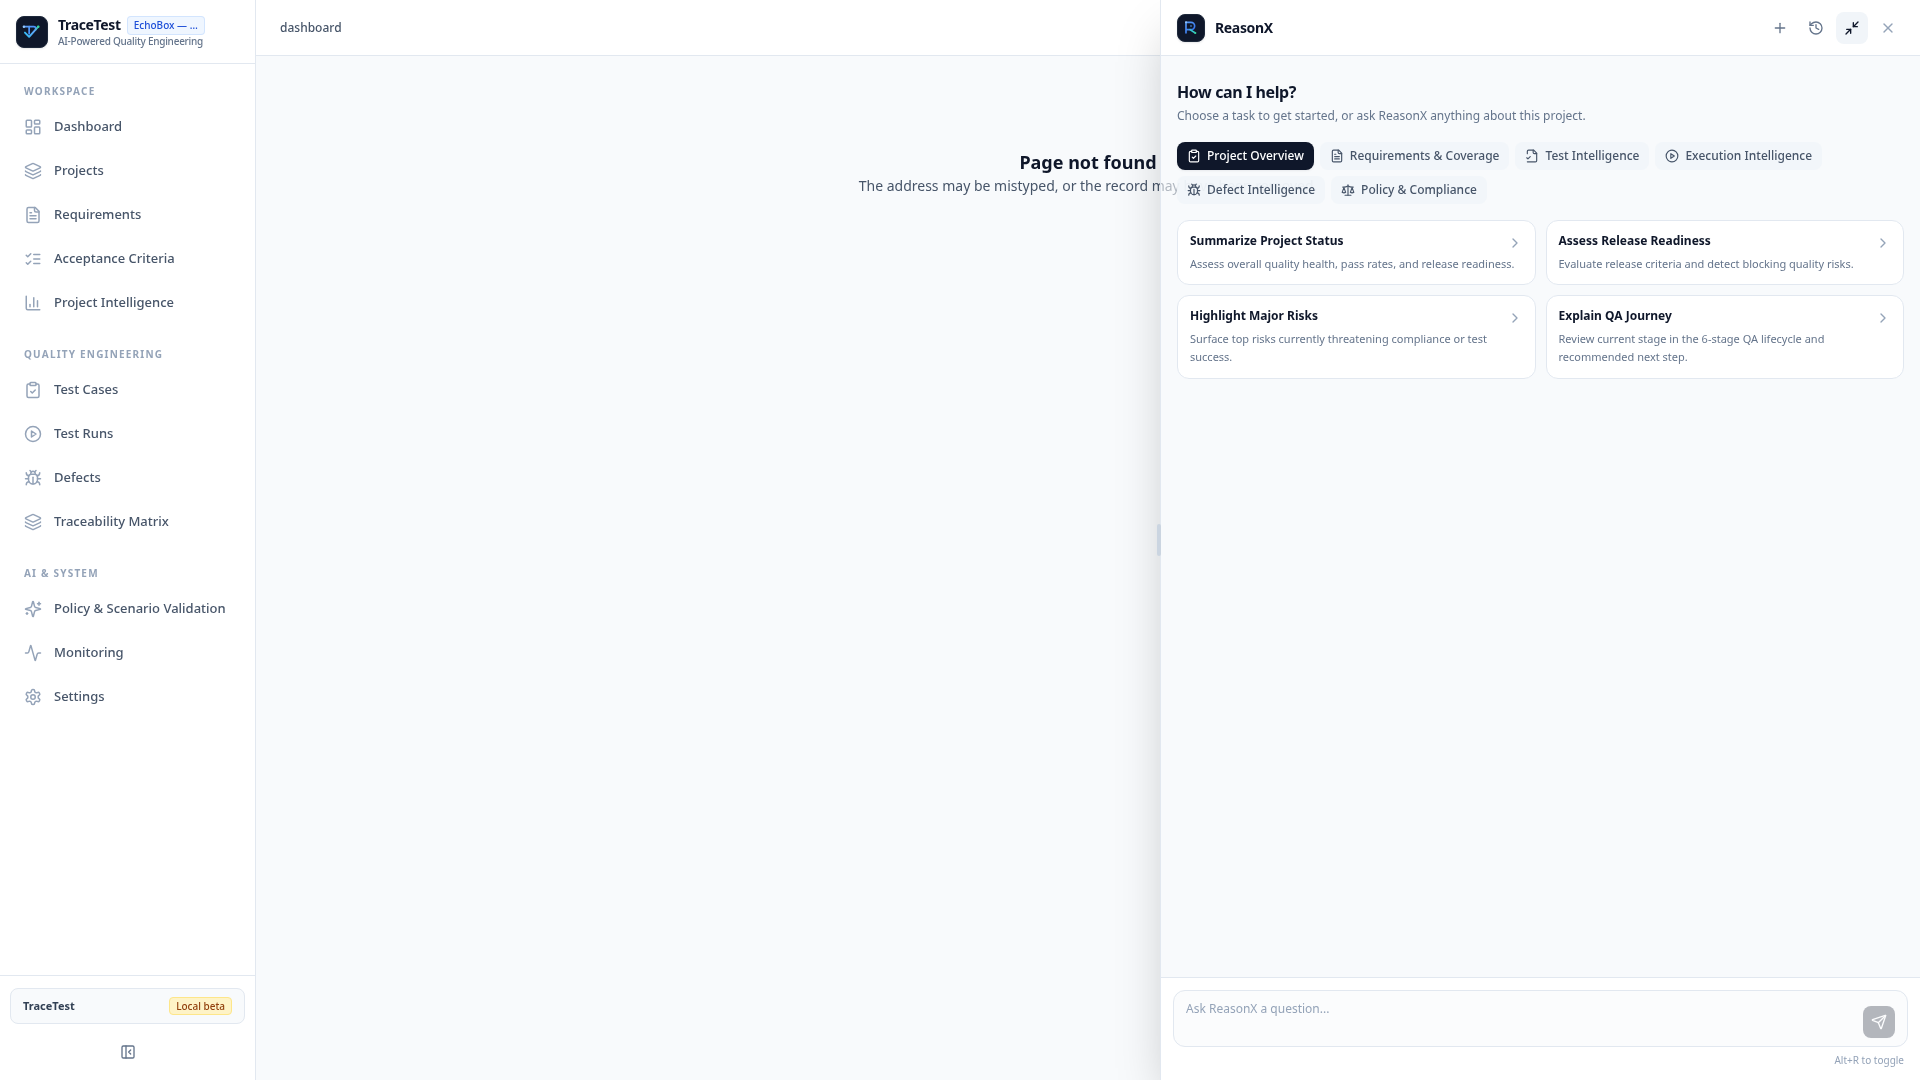 TraceTest
EchoBox — ...
AI-Powered Quality Engineering
WORKSPACE
Dashboard
Projects
Requirements
Acceptance Criteria
Project Intelligence
QUALITY ENGINEERING
Test Cases
Test Runs
Defects
Traceability Matrix
AI & SYSTEM
Policy & Scenario Validation
Monitoring
Settings
TraceTest
Local beta
dashboard
Page not found
The address may be mistyped, or the record may
ReasonX
How can I help?
Choose a task to get started, or ask ReasonX anything about this project.
Project Overview
Requirements & Coverage
Test Intelligence
Execution Intelligence
Defect Intelligence
Policy & Compliance
Summarize Project Status
Assess overall quality health, pass rates, and release readiness.
Assess Release Readiness
Evaluate release criteria and detect blocking quality risks.
Highlight Major Risks
Surface top risks currently threatening compliance or test
success.
Explain QA Journey
Review current stage in the 6-stage QA lifecycle and
recommended next step.
Ask ReasonX a question...
Alt+R to toggle